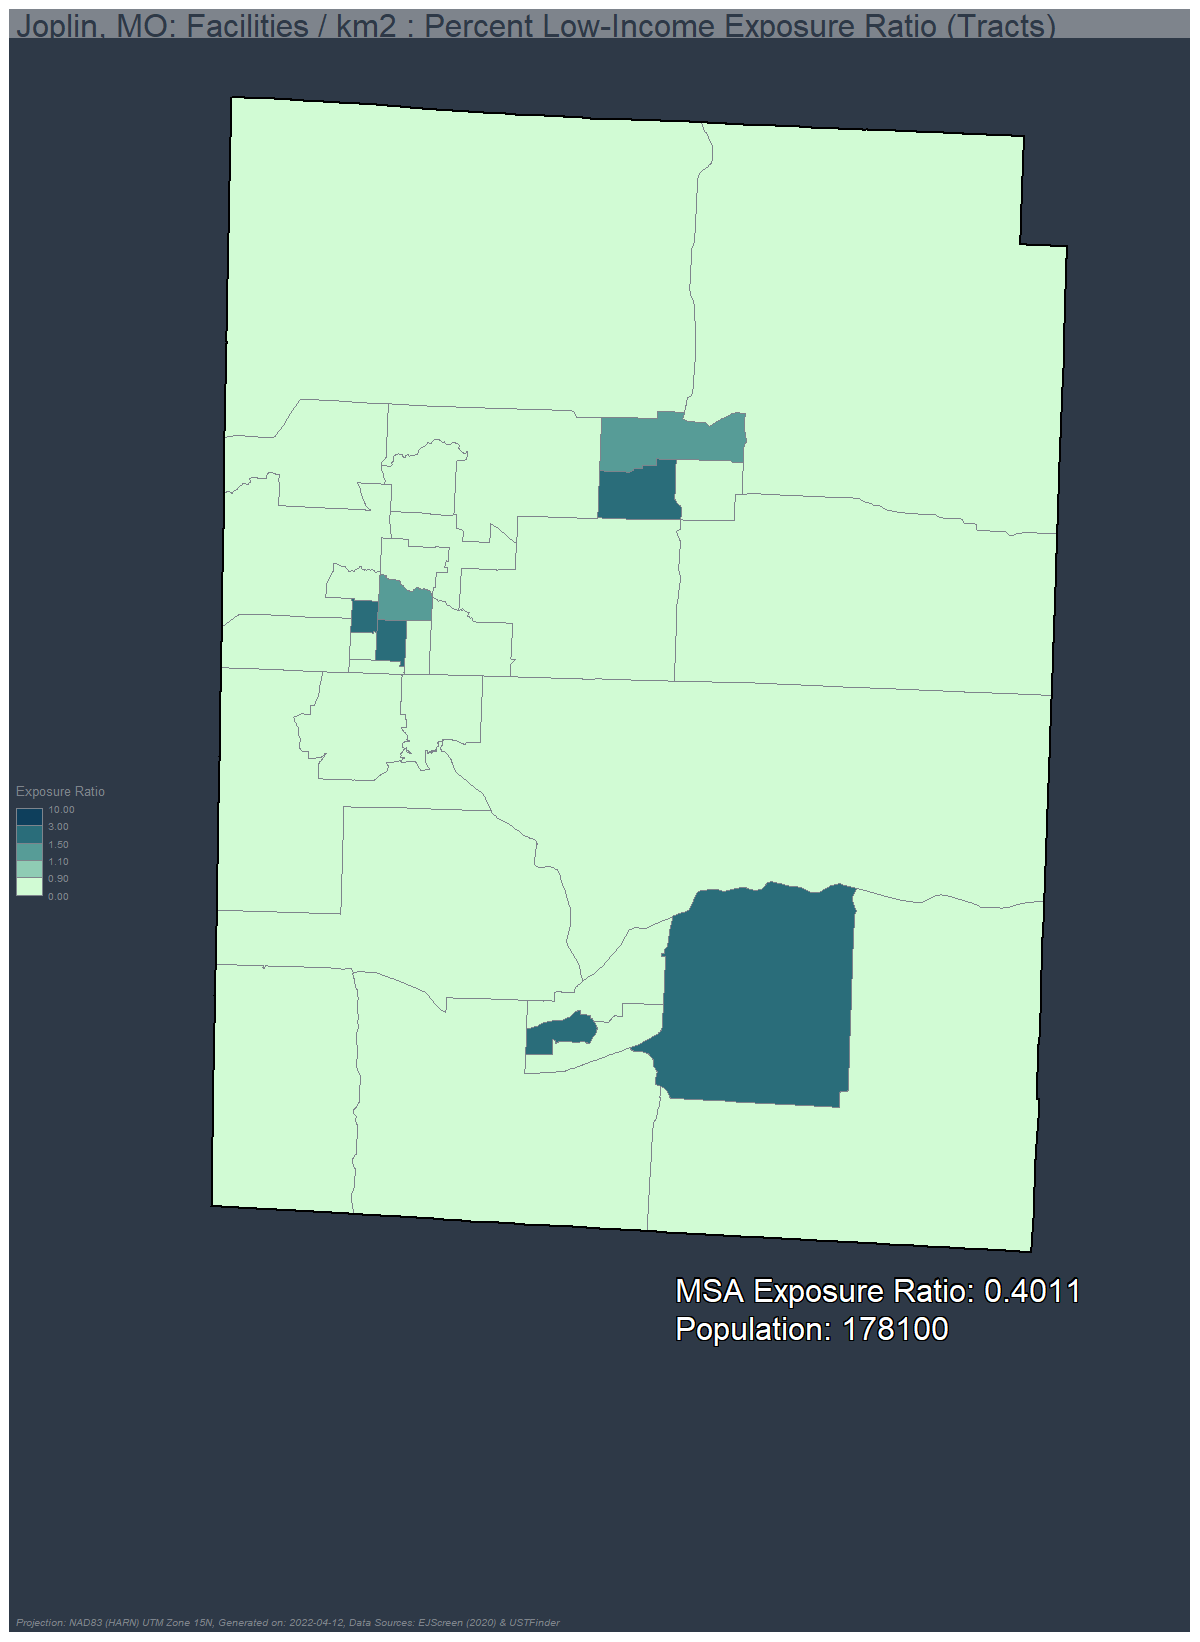 Joplin, MO: Facilities / km2 : Percent Low-Income Exposure Ratio (Tracts)
Exposure Ratio
10.00
3.00
1.50
1.10
0.90
0.00
MSA Exposure Ratio: 0.4011
Population: 178100
Projection: NAD83 (HARN) UTM Zone 15N, Generated on: 2022-04-12, Data Sources: EJScreen (2020) & USTFinder